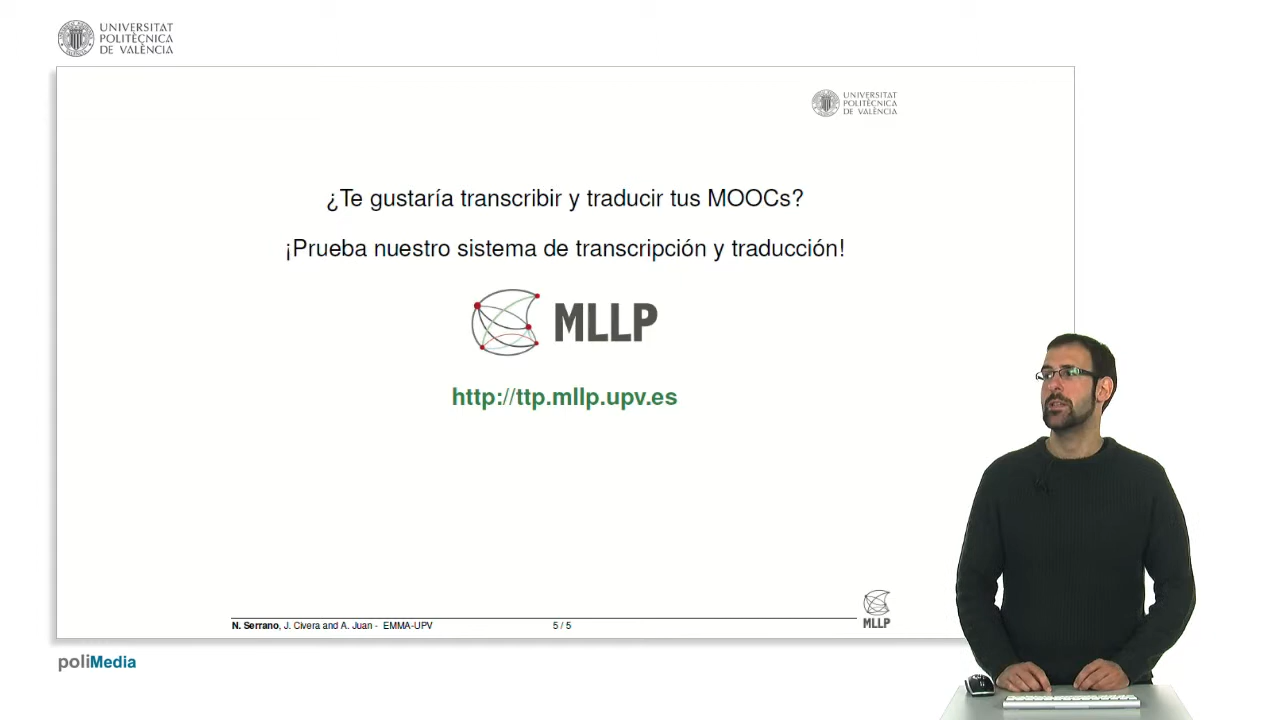 UNIVERSITAT
POLITÈCNICA
DE VALÈNCIA
UNIVERSITAT
POLITÈCNICA
DE VALÈNCIA
¿Te gustaría transcribir y traducir tus MOOCs?
¡Prueba nuestro sistema de transcripción y traducción!
MLLP
http://ttp.mllp.upv.es
N. Serrano, J. Civera and A. Juan - EMMA-UPV
5 / 5
MLLP
poliMedia